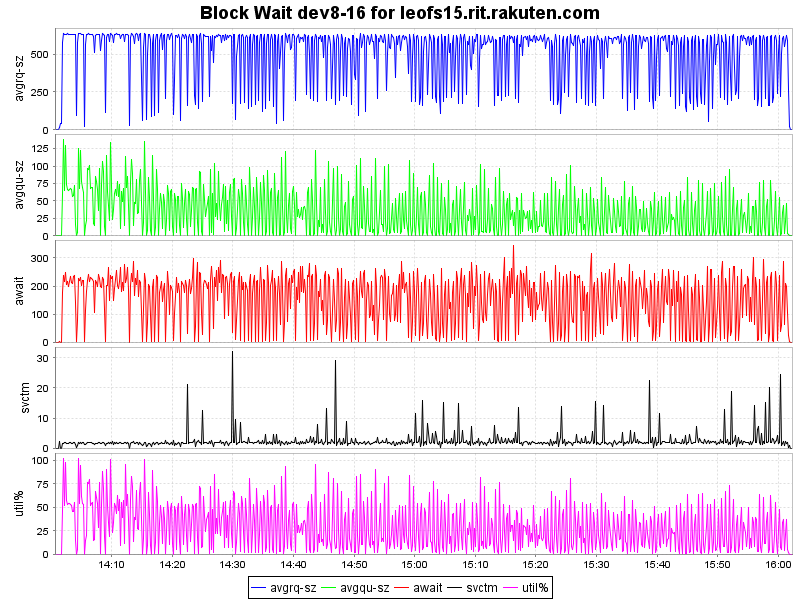 Block Wait dev8-16 for leofs15.rit.rakuten.com
avgrq-sz
500
250
0
avgqu-sz
125
100
75
50
25
0
await
300
200
100
0
svctm
30
20
10
0
util%
100
75
50
25
0
14:10 14:20 14:30 14:40 14:50 15:00 15:10 15:20 15:30 15:40 15:50 16:00
avgrq-sz avgqu-sz await svctm util%